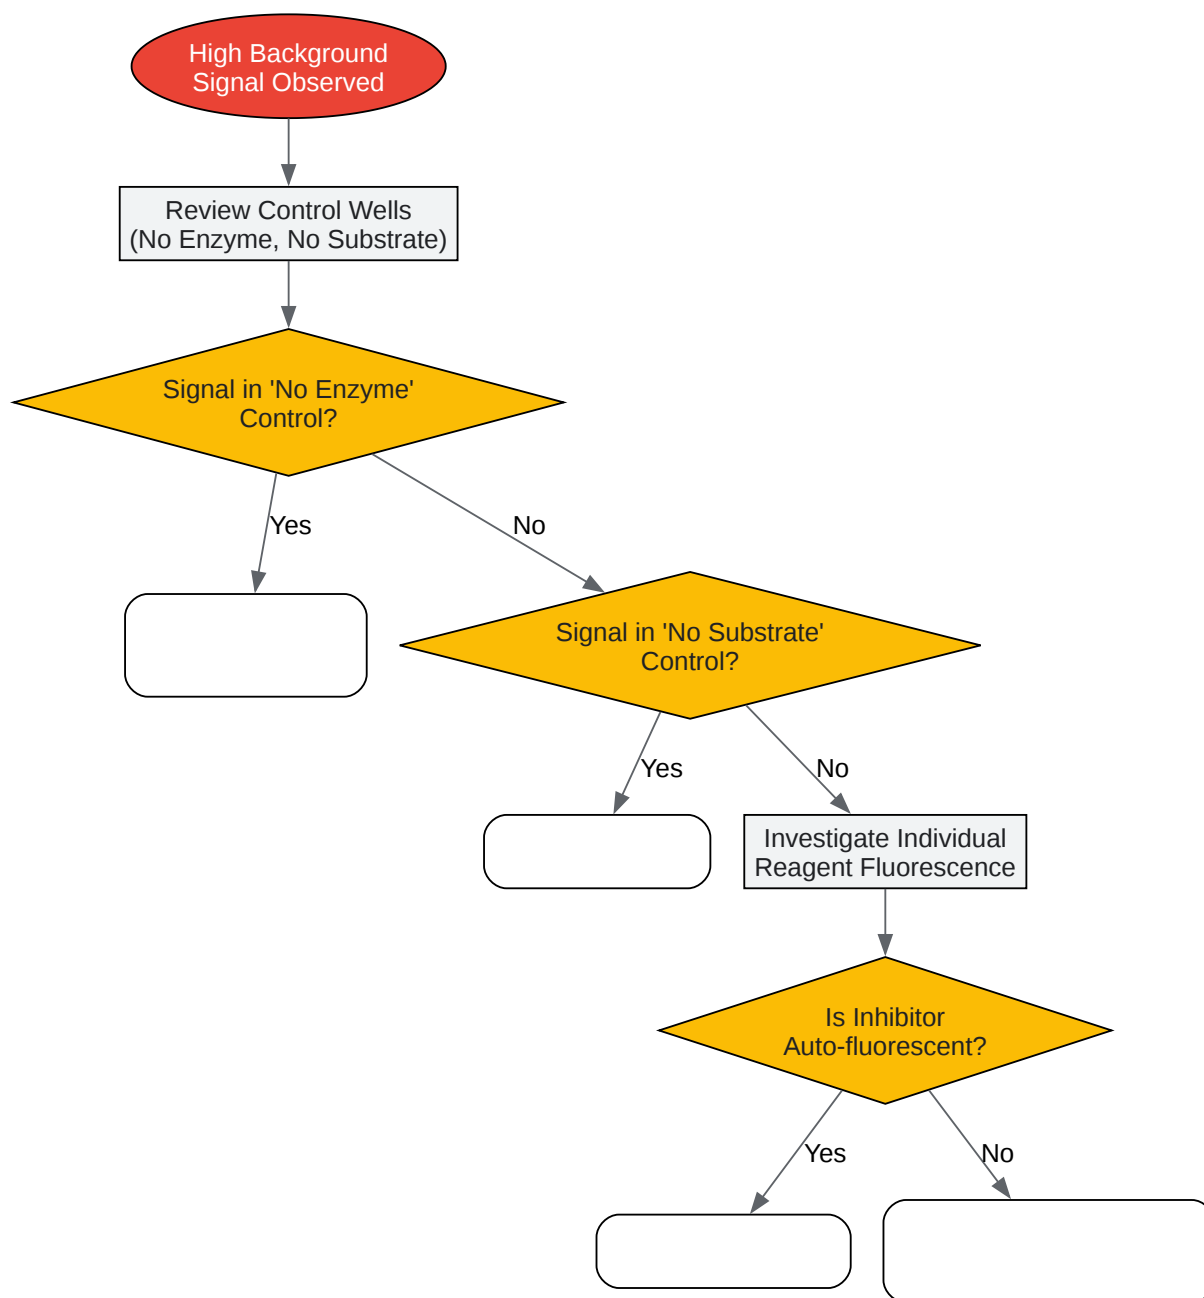 High Background
Signal Observed
Review Control Wells
(No Enzyme, No Substrate)
Signal in 'No Enzyme'
Control?
Yes
No
Signal in 'No Substrate'
Control?
Yes
No
Investigate Individual
Reagent Fluorescence
Is Inhibitor
Auto-fluorescent?
Yes
No